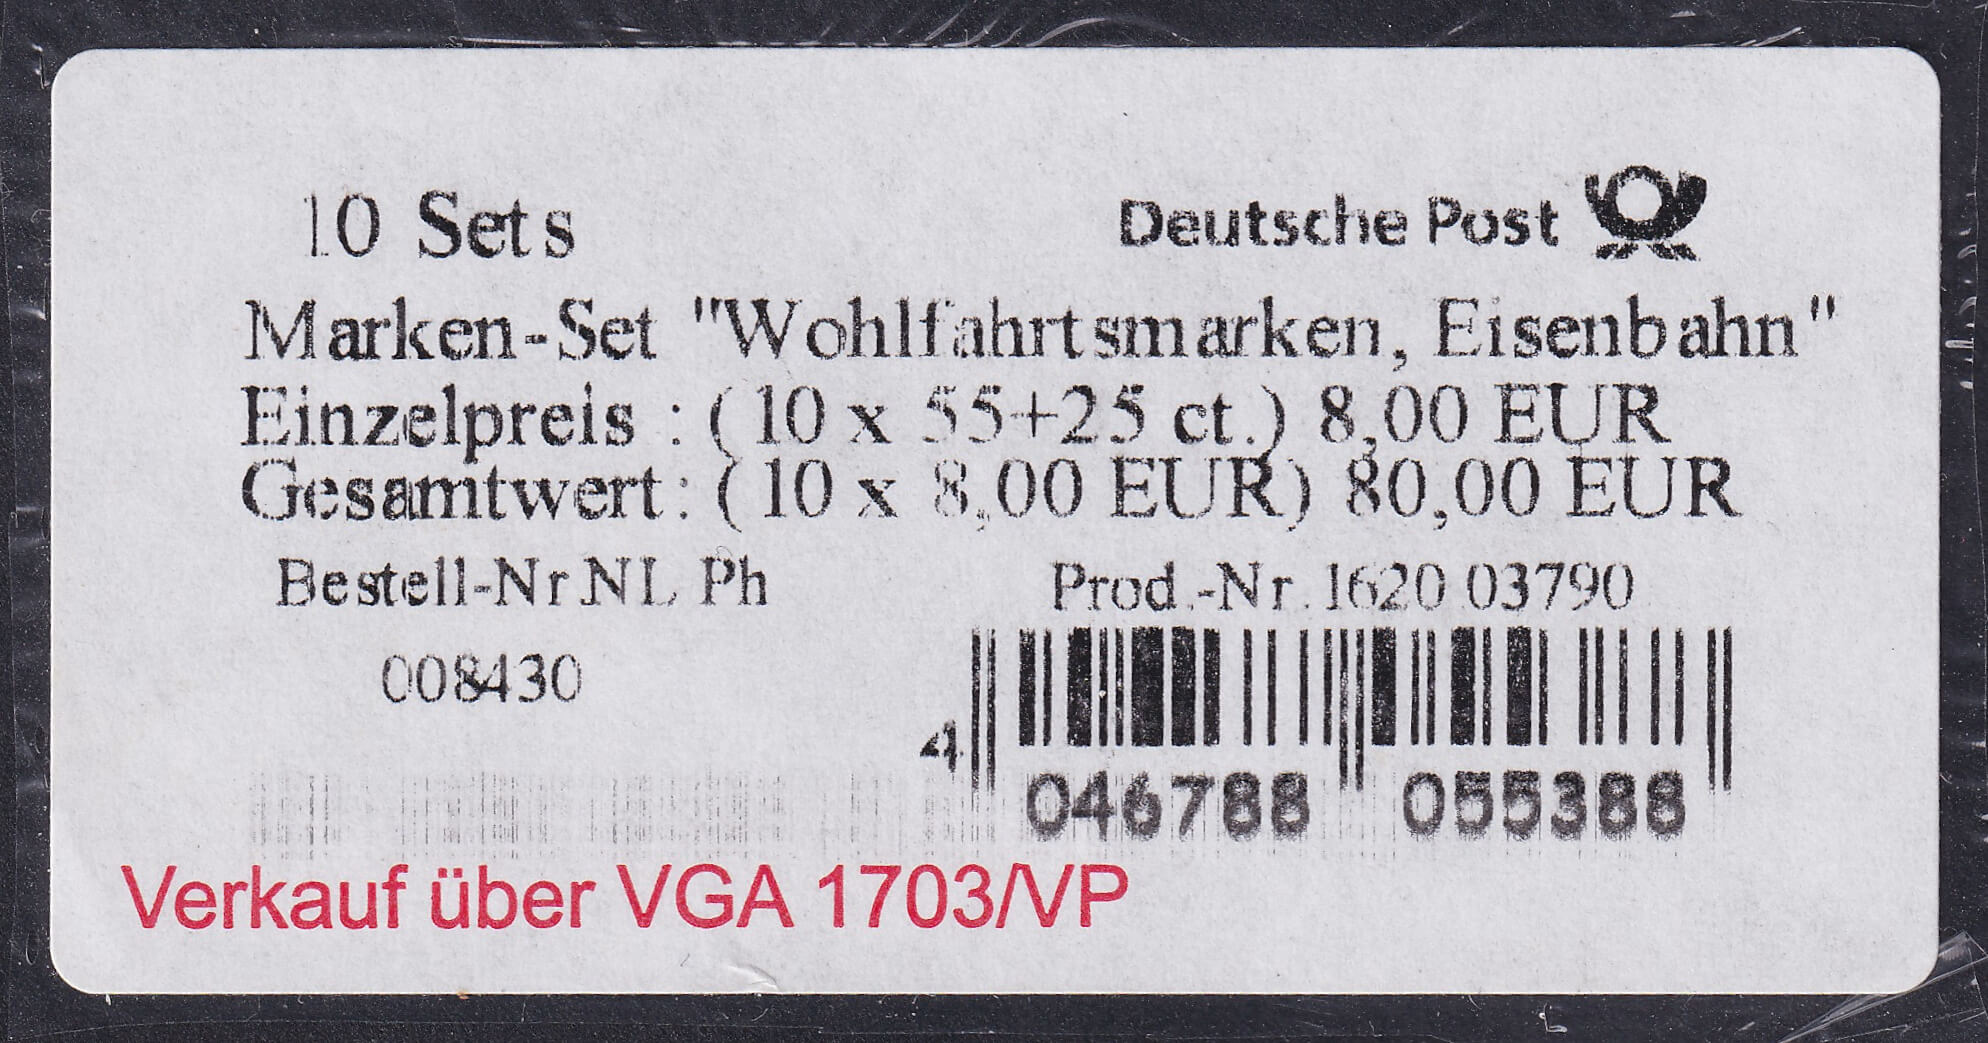 10 Sets
Deutsche Post
Marken-Set "Wohlfahrtsmarken, Eisenbahn"
Einzelpreis : (10 x 55+25 ct.) 8,00 EUR
Gesamtwert: (10 x 8,00 EUR) 80,00 EUR
Bestell-Nr.NL Ph
Prod.-Nr. 1620 03790
008430
4 046788 055388
Verkauf über VGA 1703/VP